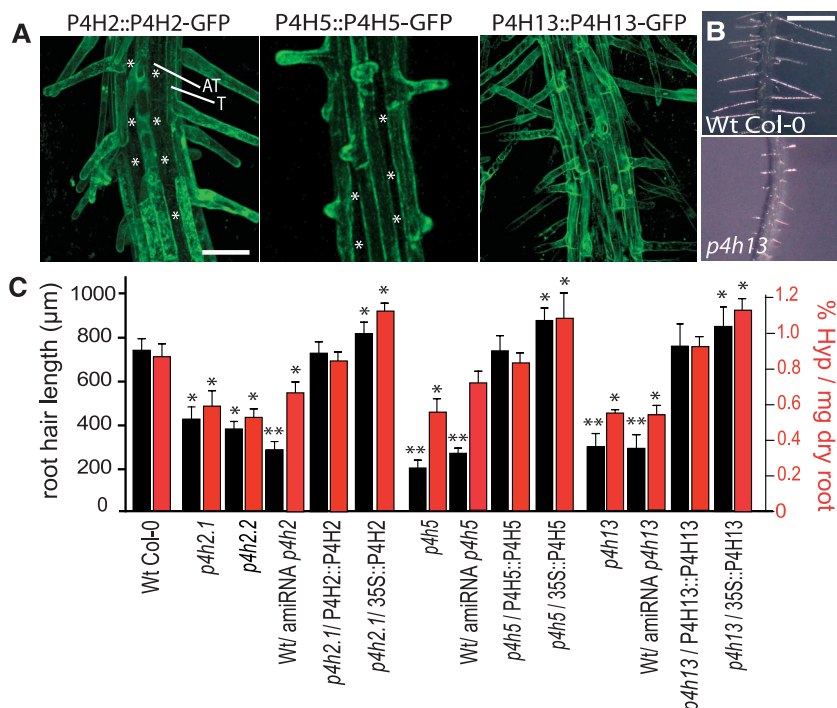 A
P4H2::P4H2-GFP
P4H5::P4H5-GFP
P4H13::P4H13-GFP
B
* AT
* T
* *
* *
*
*
*
* *
*
Wt Col-0
p4h13
C
root hair length (µm)
1000
800
600
400
200
0
* *
* *
** *
* *
** *
**
* *
** *
** *
* *
1.2
1.0
0.8
0.6
0.4
0.2
0
% Hyp / mg dry root
Wt Col-0
p4h2.1
p4h2.2
Wt/ amiRNA p4h2
p4h2.1/ P4H2::P4H2
p4h2.1/ 35S::P4H2
p4h5
Wt/ amiRNA p4h5
p4h5 / P4H5::P4H5
p4h5 / 35S::P4H5
p4h13
Wt/ amiRNA p4h13
p4h13 / P4H13::P4H13
p4h13 / 35S::P4H13